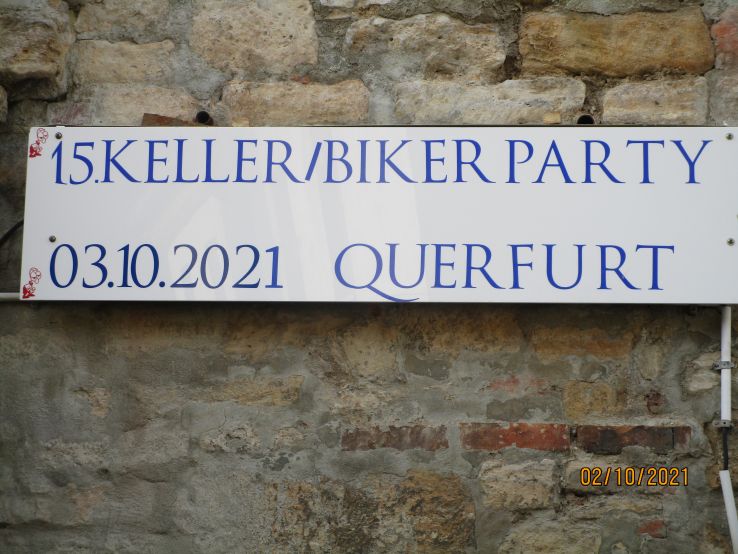 15.KELLER/BIKER PARTY
03.10.2021 QUERFURT
02/10/2021